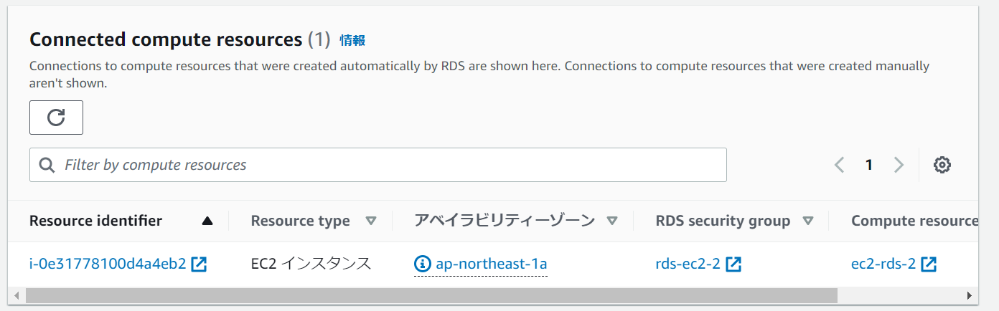 Connected compute resources (1) 情報
Connections to compute resources that were created automatically by RDS are shown here. Connections to compute resources that were created manually
aren't shown.
Filter by compute resources
1
Resource identifier Resource type アベイラビリティーゾーン RDS security group Compute resource
i-0e31778100d4a4eb2 EC2 インスタンス ap-northeast-1a rds-ec2-2 ec2-rds-2